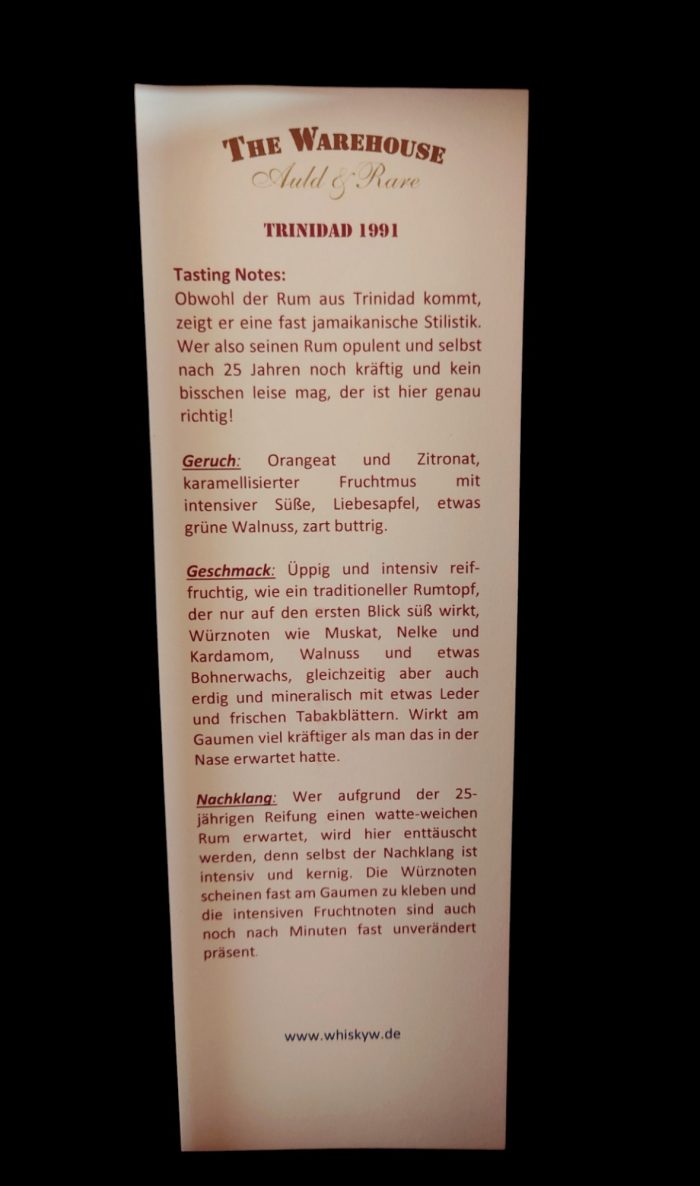 THE WAREHOUSE
Auld & Rare
TRINIDAD 1991
Tasting Notes:
Obwohl der Rum aus Trinidad kommt,
zeigt er eine fast jamaikanische Stilistik.
Wer also seinen Rum opulent und selbst
nach 25 Jahren noch kräftig und kein
bisschen leise mag, der ist hier genau
richtig!
Geruch: Orangeat und Zitronat,
karamellisierter Fruchtmus mit
intensiver Süße, Liebesapfel, etwas
grüne Walnuss, zart buttrig.
Geschmack: Üppig und intensiv reif-
fruchtig, wie ein traditioneller Rumtopf,
der nur auf den ersten Blick süß wirkt,
Würznoten wie Muskat, Nelke und
Kardamom, Walnuss und etwas
Bohnerwachs, gleichzeitig aber auch
erdig und mineralisch mit etwas Leder
und frischen Tabakblättern. Wirkt am
Gaumen viel kräftiger als man das in der
Nase erwartet hatte.
Nachklang: Wer aufgrund der 25-
jährigen Reifung einen watte-weichen
Rum erwartet, wird hier enttäuscht
werden, denn selbst der Nachklang ist
intensiv und kernig. Die Würznoten
scheinen fast am Gaumen zu kleben und
die intensiven Fruchtnoten sind auch
noch nach Minuten fast unverändert
präsent.
www.whiskyw.de